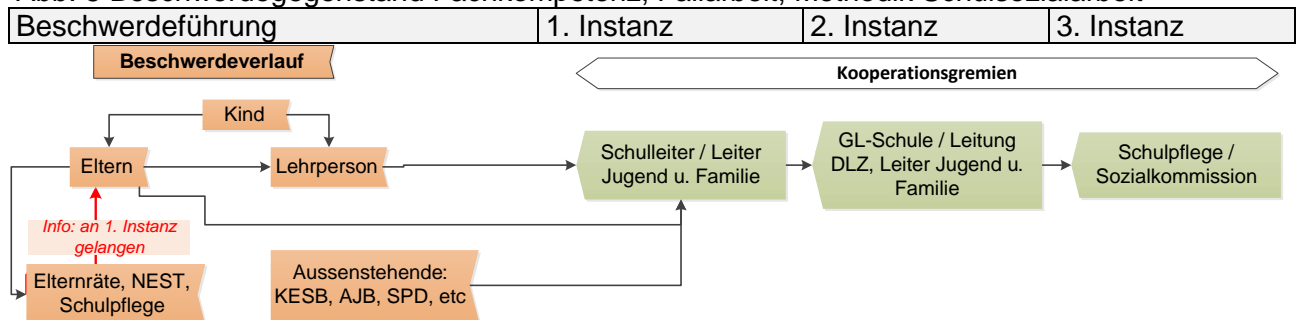 Beschwerdeführung
1. Instanz
2. Instanz
3. Instanz
Beschwerdeverlauf
Kooperationsgremien
Kind
Eltern
Lehrperson
Schulleiter / Leiter
Jugend u. Familie
GL-Schule / Leitung
DLZ, Leiter Jugend u.
Familie
Schulpflege /
Sozialkommission
Info: an 1. Instanz
gelangen
Elternräte, NEST,
Schulpflege
Aussenstehende:
KESB, AJB, SPD, etc